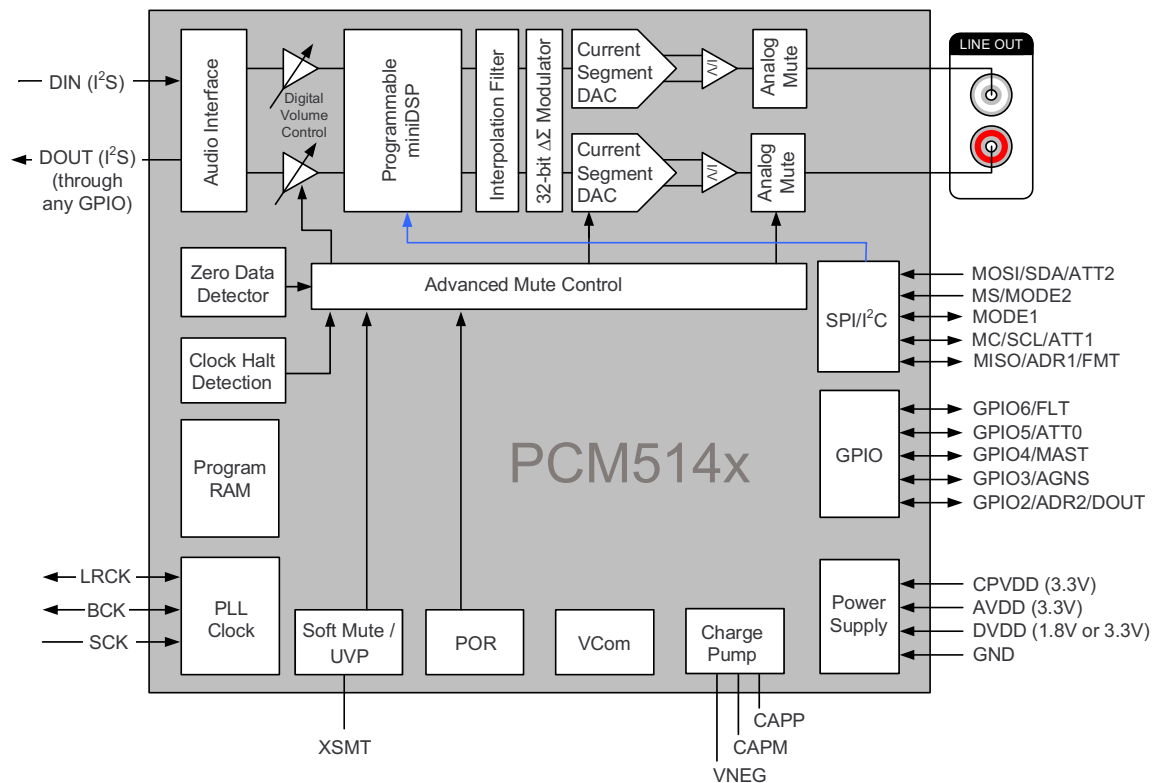 DIN (I²S)
DOUT (I²S)
(through
any GPIO)
Audio Interface
Digital
Volume
Control
Programmable
miniDSP
Interpolation Filter
32-bit ΔΣ Modulator
Current
Segment
DAC
I/V
Analog
Mute
Current
Segment
DAC
I/V
Analog
Mute
LINE OUT
Zero Data
Detector
Advanced Mute Control
Clock Halt
Detection
SPI/I²C
MOSI/SDA/ATT2
MS/MODE2
MODE1
MC/SCL/ATT1
MISO/ADR1/FMT
Program
RAM
PCM514x
GPIO
GPIO6/FLT
GPIO5/ATT0
GPIO4/MAST
GPIO3/AGNS
GPIO2/ADR2/DOUT
LRCK
BCK
SCK
PLL
Clock
Soft Mute /
UVP
POR
VCom
Charge
Pump
Power
Supply
CPVDD (3.3V)
AVDD (3.3V)
DVDD (1.8V or 3.3V)
GND
XSMT
CAPP
CAPM
VNEG